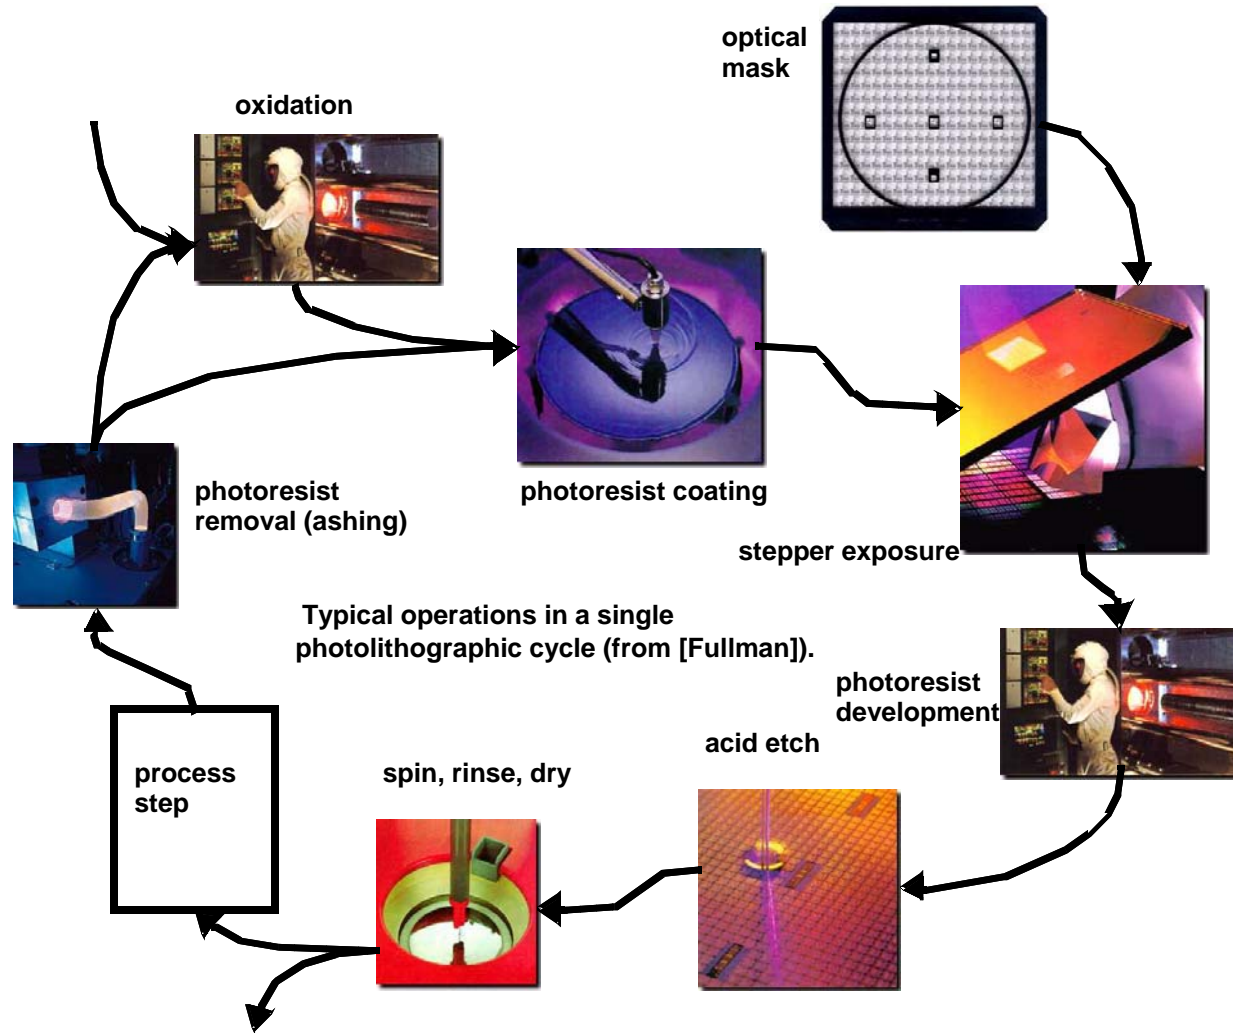 optical
mask
oxidation
photoresist coating
photoresist
removal (ashing)
stepper exposure
Typical operations in a single
photolithographic cycle (from [Fullman]).
photoresist
development
acid etch
spin, rinse, dry
process
step